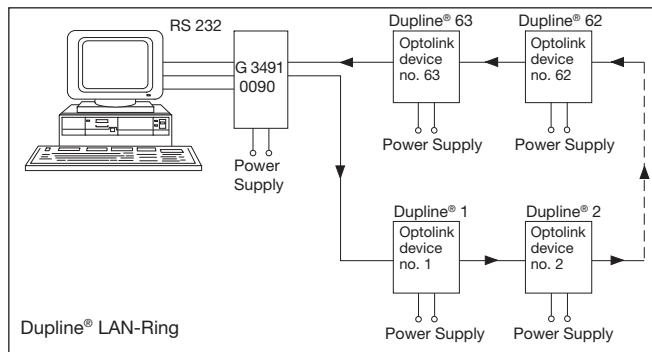 RS 232
G 3491
0090
Power
Supply
Dupline® 63
Optolink
device
no. 63
Power Supply
Dupline® 62
Optolink
device
no. 62
Power Supply
Dupline® 1
Optolink
device
no. 1
Power Supply
Dupline® 2
Optolink
device
no. 2
Power Supply
Dupline® LAN-Ring